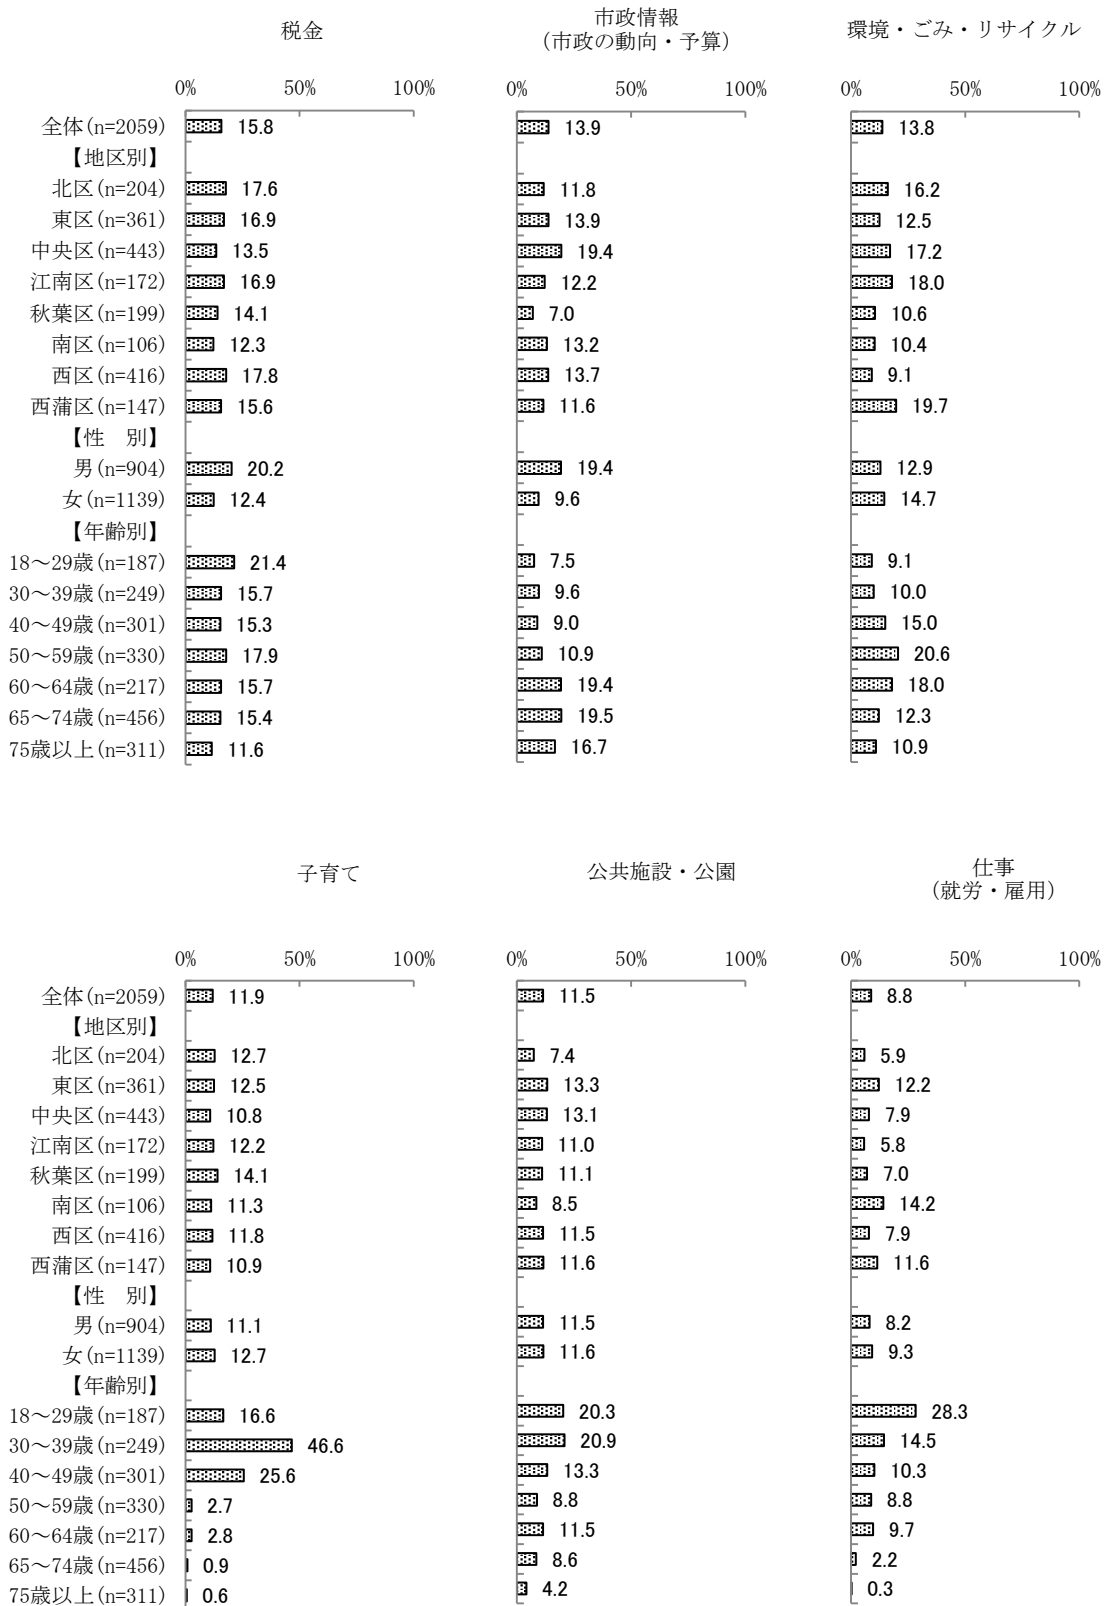 税金
市政情報
(市政の動向・予算)
環境・ごみ・リサイクル
0% 50% 100% 0% 50% 100% 0% 50% 100%
全体(n=2059) 15.8 13.9 13.8
【地区別】
北区(n=204) 17.6 11.8 16.2
東区(n=361) 16.9 13.9 12.5
中央区(n=443) 13.5 19.4 17.2
江南区(n=172) 16.9 12.2 18.0
秋葉区(n=199) 14.1 7.0 10.6
南区(n=106) 12.3 13.2 10.4
西区(n=416) 17.8 13.7 9.1
西蒲区(n=147) 15.6 11.6 19.7
【性　別】
男(n=904) 20.2 19.4 12.9
女(n=1139) 12.4 9.6 14.7
【年齢別】
18～29歳(n=187) 21.4 7.5 9.1
30～39歳(n=249) 15.7 9.6 10.0
40～49歳(n=301) 15.3 9.0 15.0
50～59歳(n=330) 17.9 10.9 20.6
60～64歳(n=217) 15.7 19.4 18.0
65～74歳(n=456) 15.4 19.5 12.3
75歳以上(n=311) 11.6 16.7 10.9
子育て
公共施設・公園
仕事
(就労・雇用)
0% 50% 100% 0% 50% 100% 0% 50% 100%
全体(n=2059) 11.9 11.5 8.8
【地区別】
北区(n=204) 12.7 7.4 5.9
東区(n=361) 12.5 13.3 12.2
中央区(n=443) 10.8 13.1 7.9
江南区(n=172) 12.2 11.0 5.8
秋葉区(n=199) 14.1 11.1 7.0
南区(n=106) 11.3 8.5 14.2
西区(n=416) 11.8 11.5 7.9
西蒲区(n=147) 10.9 11.6 11.6
【性　別】
男(n=904) 11.1 11.5 8.2
女(n=1139) 12.7 11.6 9.3
【年齢別】
18～29歳(n=187) 16.6 20.3 28.3
30～39歳(n=249) 46.6 20.9 14.5
40～49歳(n=301) 25.6 13.3 10.3
50～59歳(n=330) 2.7 8.8 8.8
60～64歳(n=217) 2.8 11.5 9.7
65～74歳(n=456) 0.9 8.6 2.2
75歳以上(n=311) 0.6 4.2 0.3